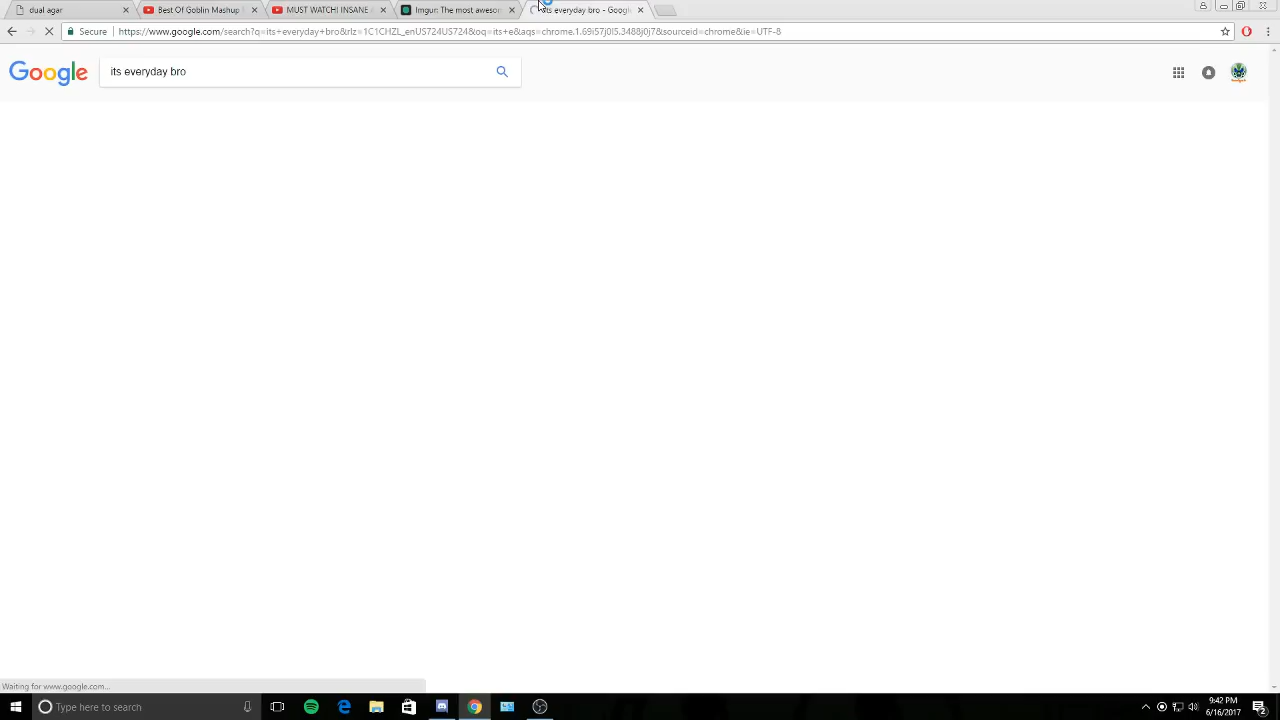 dual agar
Best Of Goblin Mashup
MUST WATCH! INSANE
Imgur: The most awesom
its everyday bro - Googl
Secure
https://www.google.com/search?q=its+everyday+bro&rlz=1C1CHZL_enUS724US724&oq=its+e&aqs=chrome.1.69i57j0l5.3488j0j7&sourceid=chrome&ie=UTF-8
Google
its everyday bro
Waiting for www.google.com...
Type here to search
9:42 PM
6/16/2017
2